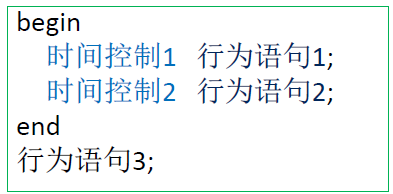 begin
时间控制1 行为语句1;
时间控制2 行为语句2;
end
行为语句3;